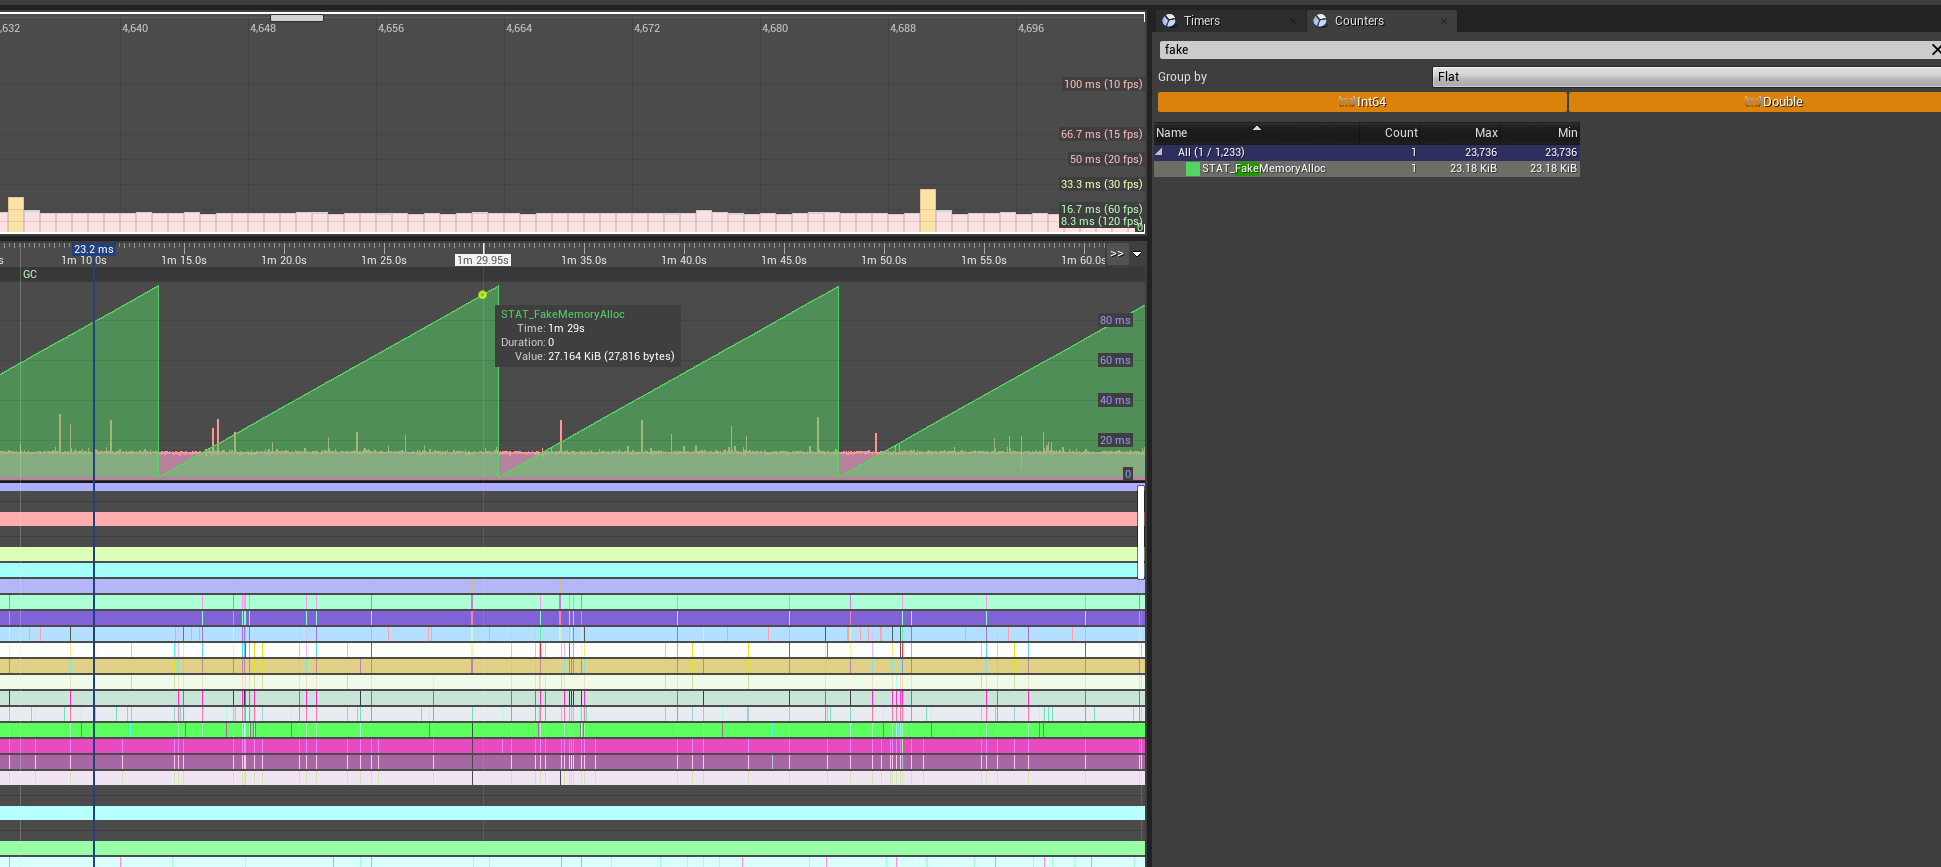 ,632 4,640 4,648 4,656 4,664 4,672 4,680 4,688 4,696
100 ms (10 fps)
66.7 ms (15 fps)
50 ms (20 fps)
33.3 ms (30 fps)
16.7 ms (60 fps)
8.3 ms (120 fps)
0
23.2 ms
s 1m 10.0s 1m 15.0s 1m 20.0s 1m 25.0s 1m 29.95s 1m 35.0s 1m 40.0s 1m 45.0s 1m 50.0s 1m 55.0s 1m 60.0s >>
GC
STAT_FakeMemoryAlloc
Time: 1m 29s
Duration: 0
Value: 27.164 KiB (27,816 bytes)
80 ms
60 ms
40 ms
20 ms
0
Timers Counters
fake
Group by Flat
Int64 Double
Name Count Max Min
All (1 / 1,233) 1 23,736 23,736
STAT_FakeMemoryAlloc 1 23.18 KiB 23.18 KiB